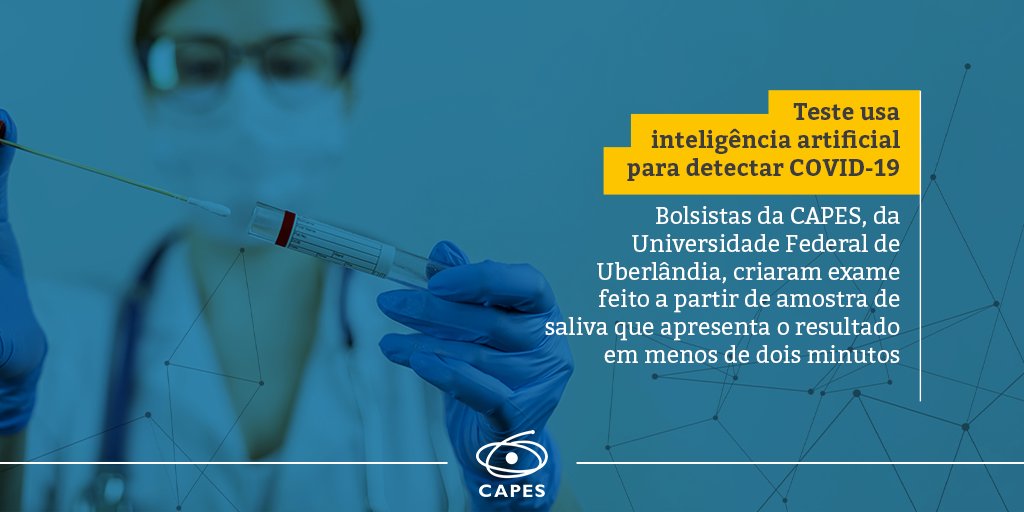 Teste usa
inteligência artificial
para detectar COVID-19
Bolsistas da CAPES, da
Universidade Federal de
Uberlândia, criaram exame
feito a partir de amostra de
saliva que apresenta o resultado
em menos de dois minutos
CAPES